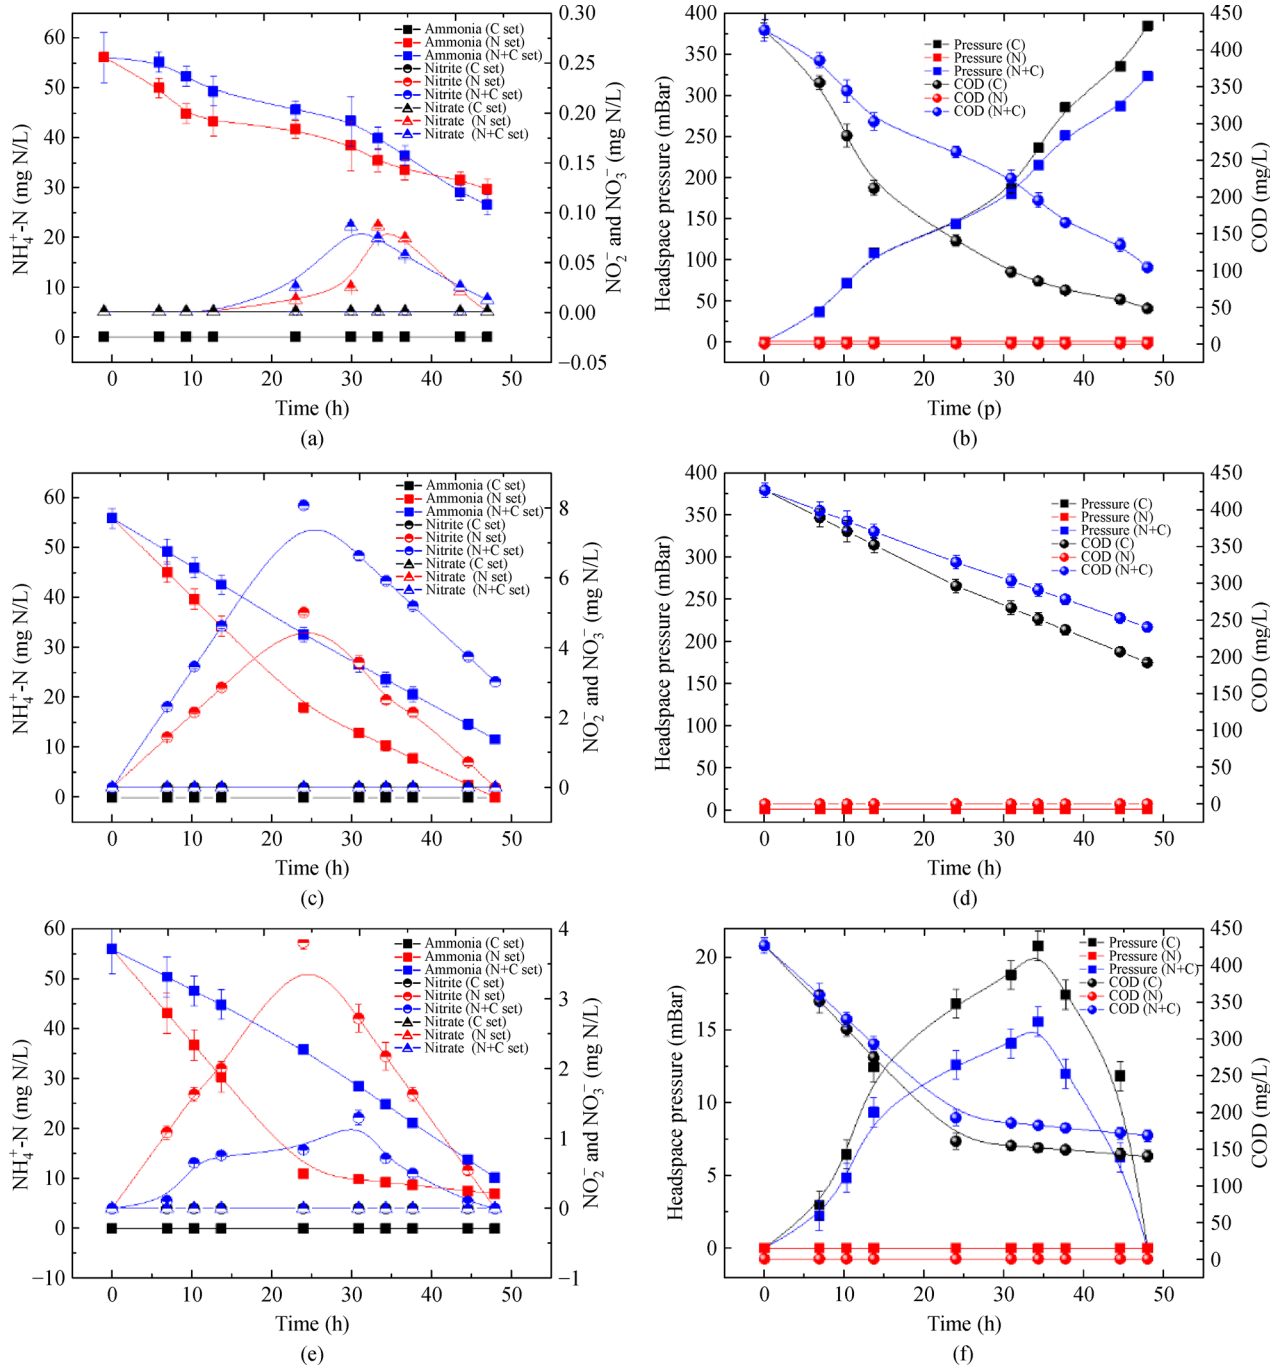 60
50
40
30
20
10
0
NH₄⁺-N (mg N/L)
Ammonia (C set)
Ammonia (N set)
Ammonia (N+C set)
Nitrite (C set)
Nitrite (N set)
Nitrite (N+C set)
Nitrate (C set)
Nitrate (N set)
Nitrate (N+C set)
0.30
0.25
0.20
0.15
0.10
0.05
0.00
−0.05
NO₂⁻ and NO₃⁻ (mg N/L)
0 10 20 30 40 50
Time (h)
(a)
400
350
300
250
200
150
100
50
0
Headspace pressure (mBar)
Pressure (C)
Pressure (N)
Pressure (N+C)
COD (C)
COD (N)
COD (N+C)
450
400
350
300
250
200
150
100
50
0
COD (mg/L)
0 10 20 30 40 50
Time (p)
(b)
60
50
40
30
20
10
0
NH₄⁺-N (mg N/L)
Ammonia (C set)
Ammonia (N set)
Ammonia (N+C set)
Nitrite (C set)
Nitrite (N set)
Nitrite (N+C set)
Nitrate (C set)
Nitrate (N set)
Nitrate (N+C set)
8
6
4
2
0
NO₂⁻ and NO₃⁻ (mg N/L)
0 10 20 30 40 50
Time (h)
(c)
400
350
300
250
200
150
100
50
0
Headspace pressure (mBar)
Pressure (C)
Pressure (N)
Pressure (N+C)
COD (C)
COD (N)
COD (N+C)
450
400
350
300
250
200
150
100
50
0
COD (mg/L)
0 10 20 30 40 50
Time (h)
(d)
60
50
40
30
20
10
0
−10
NH₄⁺-N (mg N/L)
Ammonia (C set)
Ammonia (N set)
Ammonia (N+C set)
Nitrite (C set)
Nitrite (N set)
Nitrite (N+C set)
Nitrate (C set)
Nitrate (N set)
Nitrate (N+C set)
4
3
2
1
0
−1
NO₂⁻ and NO₃⁻ (mg N/L)
0 10 20 30 40 50
Time (h)
(e)
20
15
10
5
0
Headspace pressure (mBar)
Pressure (C)
Pressure (N)
Pressure (N+C)
COD (C)
COD (N)
COD (N+C)
450
400
350
300
250
200
150
100
50
0
COD (mg/L)
0 10 20 30 40 50
Time (h)
(f)